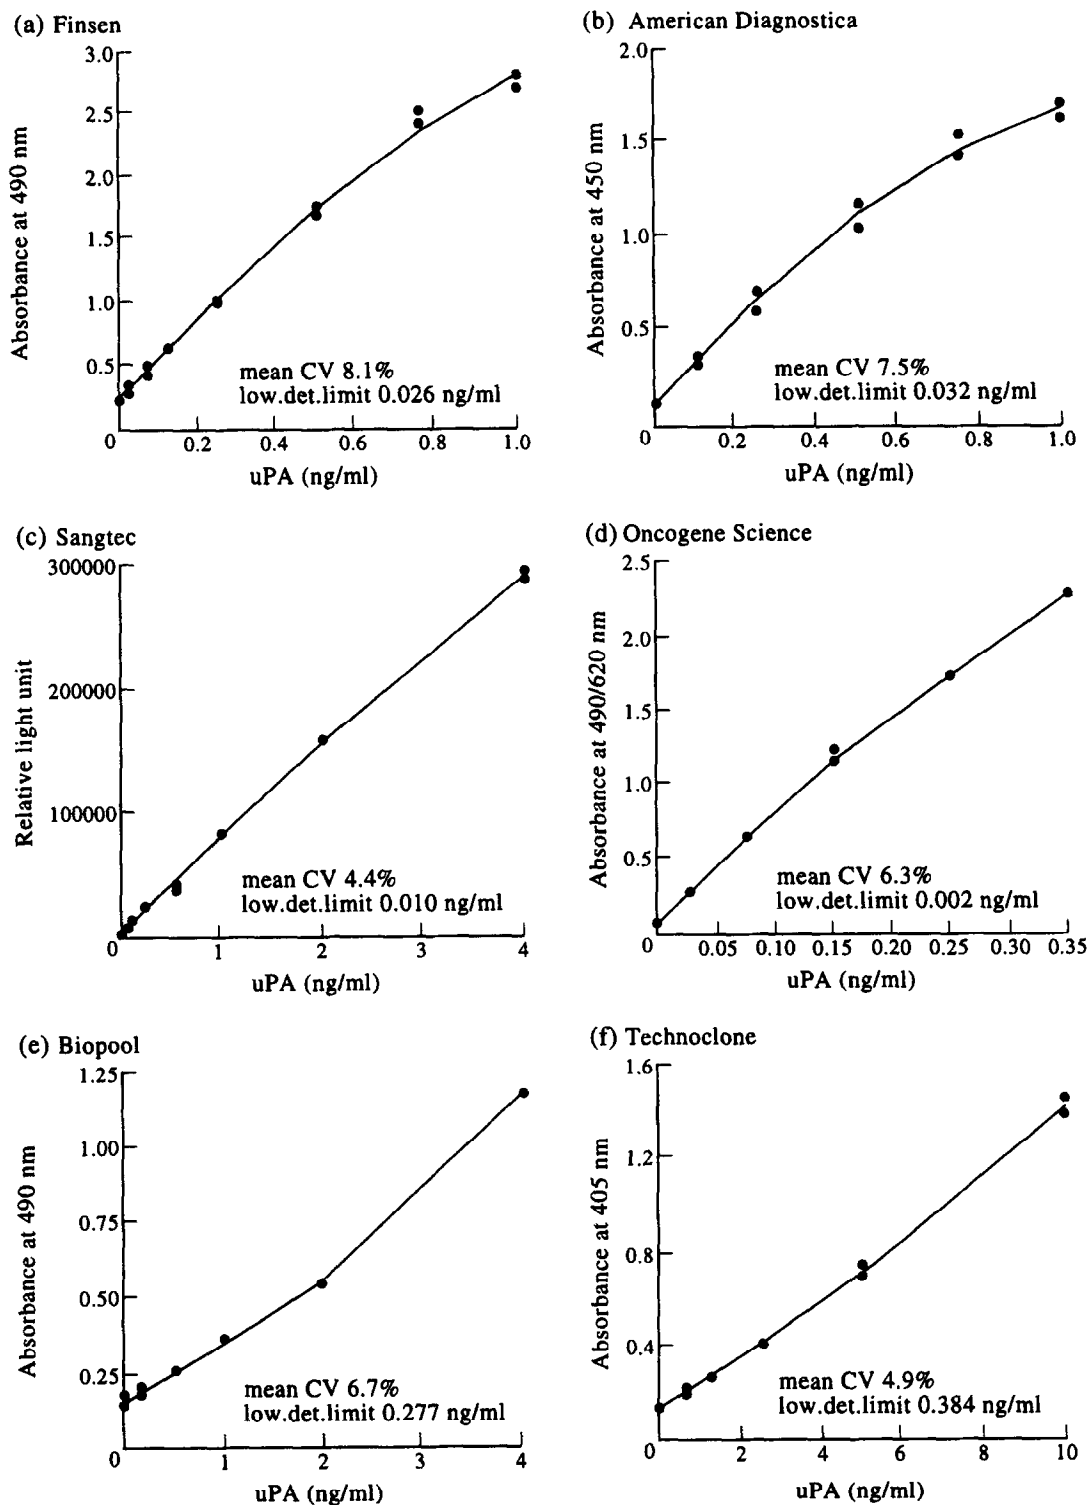 (a) Finsen
3.0
2.5
2.0
1.5
1.0
0.5
Absorbance at 490 nm
mean CV 8.1%
low.det.limit 0.026 ng/ml
0 0.2 0.4 0.6 0.8 1.0
uPA (ng/ml)
(b) American Diagnostica
2.0
1.5
1.0
0.5
Absorbance at 450 nm
mean CV 7.5%
low.det.limit 0.032 ng/ml
0 0.2 0.4 0.6 0.8 1.0
uPA (ng/ml)
(c) Sangtec
300000
200000
100000
Relative light unit
mean CV 4.4%
low.det.limit 0.010 ng/ml
0 1 2 3 4
uPA (ng/ml)
(d) Oncogene Science
2.5
2.0
1.5
1.0
0.5
Absorbance at 490/620 nm
mean CV 6.3%
low.det.limit 0.002 ng/ml
0 0.05 0.10 0.15 0.20 0.25 0.30 0.35
uPA (ng/ml)
(e) Biopool
1.25
1.00
0.75
0.50
0.25
Absorbance at 490 nm
mean CV 6.7%
low.det.limit 0.277 ng/ml
0 1 2 3 4
uPA (ng/ml)
(f) Technoclone
1.6
1.2
0.8
0.4
Absorbance at 405 nm
mean CV 4.9%
low.det.limit 0.384 ng/ml
0 2 4 6 8 10
uPA (ng/ml)